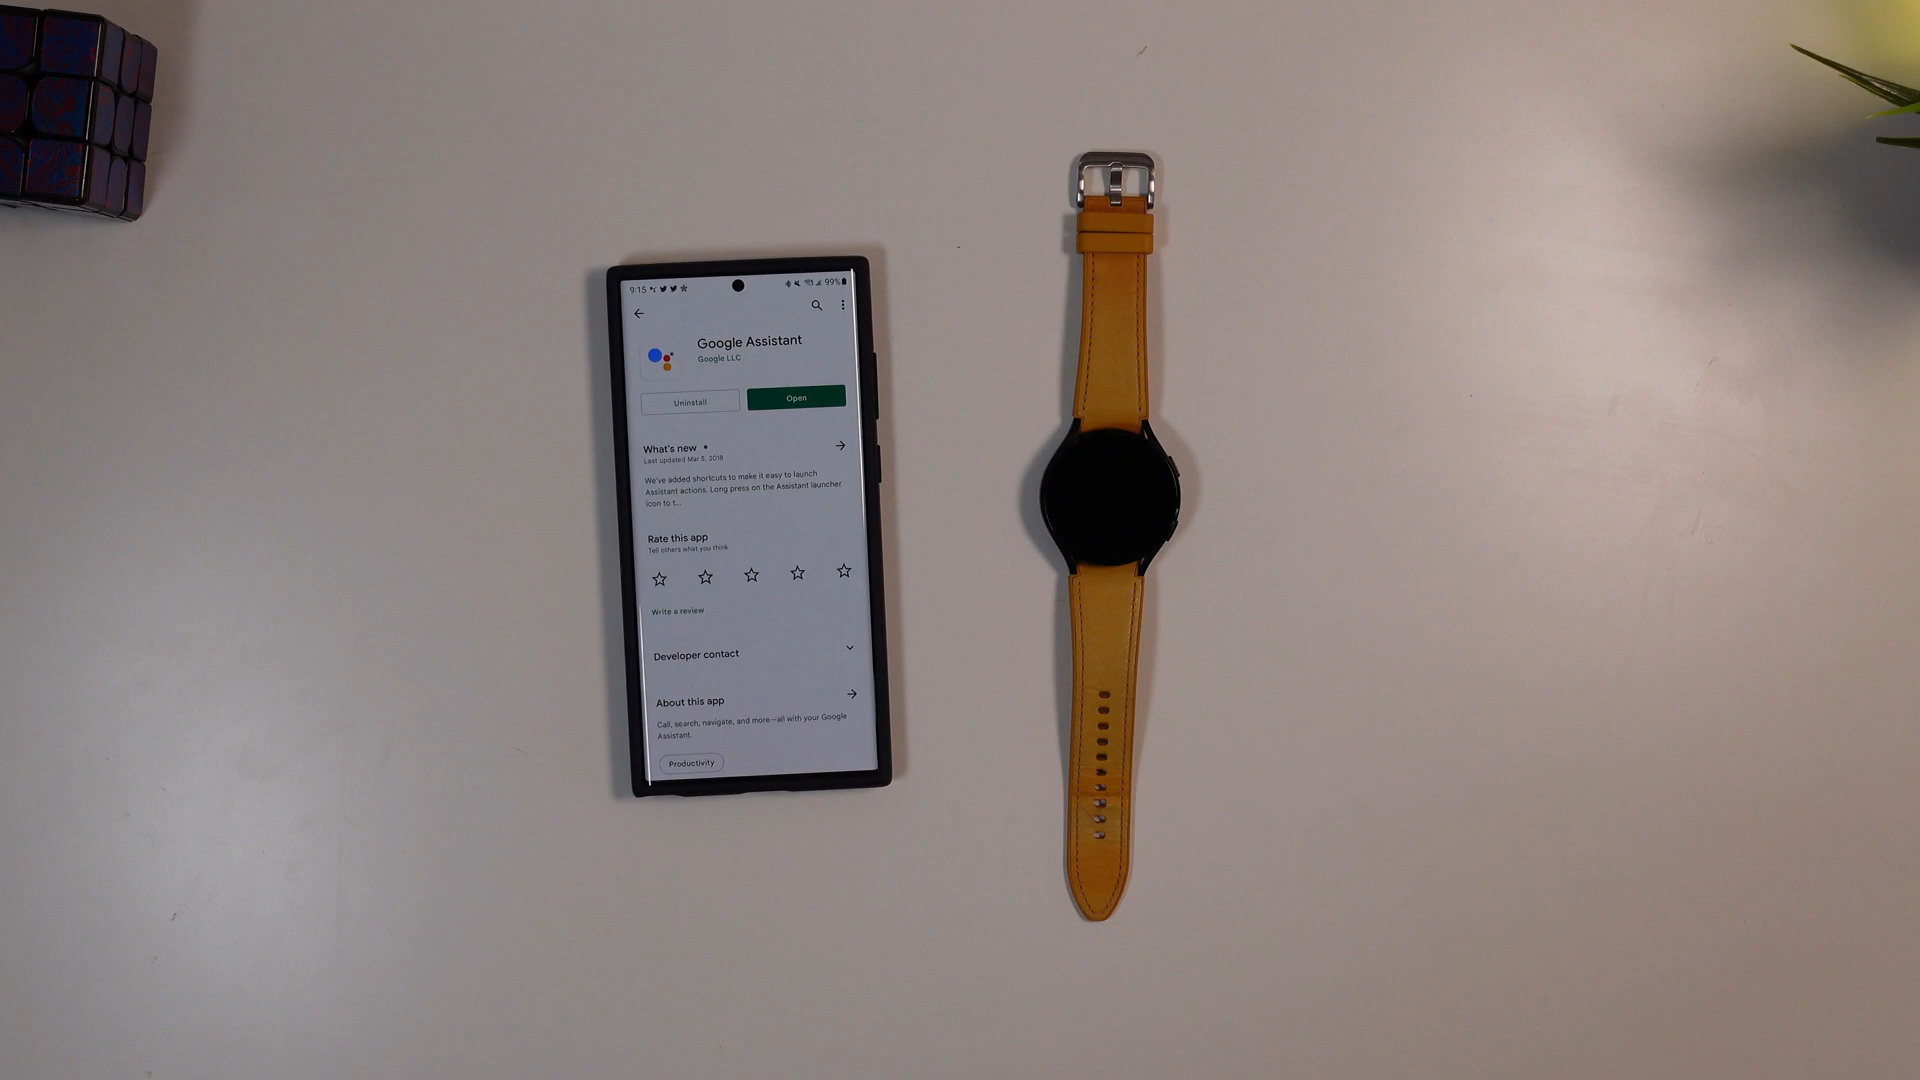 9:15 99%
Google Assistant
Google LLC
Uninstall Open
What's new •
Last updated Mar 5, 2018
We've added shortcuts to make it easy to launch
Assistant actions. Long press on the Assistant launcher
icon to t...
Rate this app
Tell others what you think
Write a review
Developer contact
About this app
Call, search, navigate, and more—all with your Google
Assistant.
Productivity